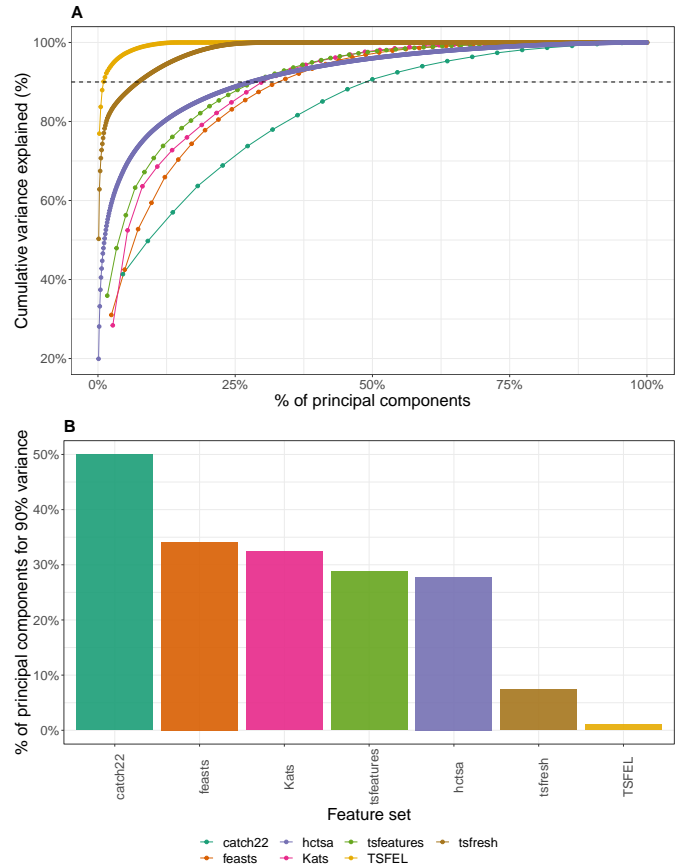 A
Cumulative variance explained (%)
100%
80%
60%
40%
20%
0%
25%
50%
75%
100%
% of principal components
B
% of principal components for 90% variance
50%
40%
30%
20%
10%
0%
catch22
feasts
Kats
tsfeatures
hctsa
tsfresh
TSFEL
Feature set
catch22 hctsa tsfeatures tsfresh
feasts Kats TSFEL